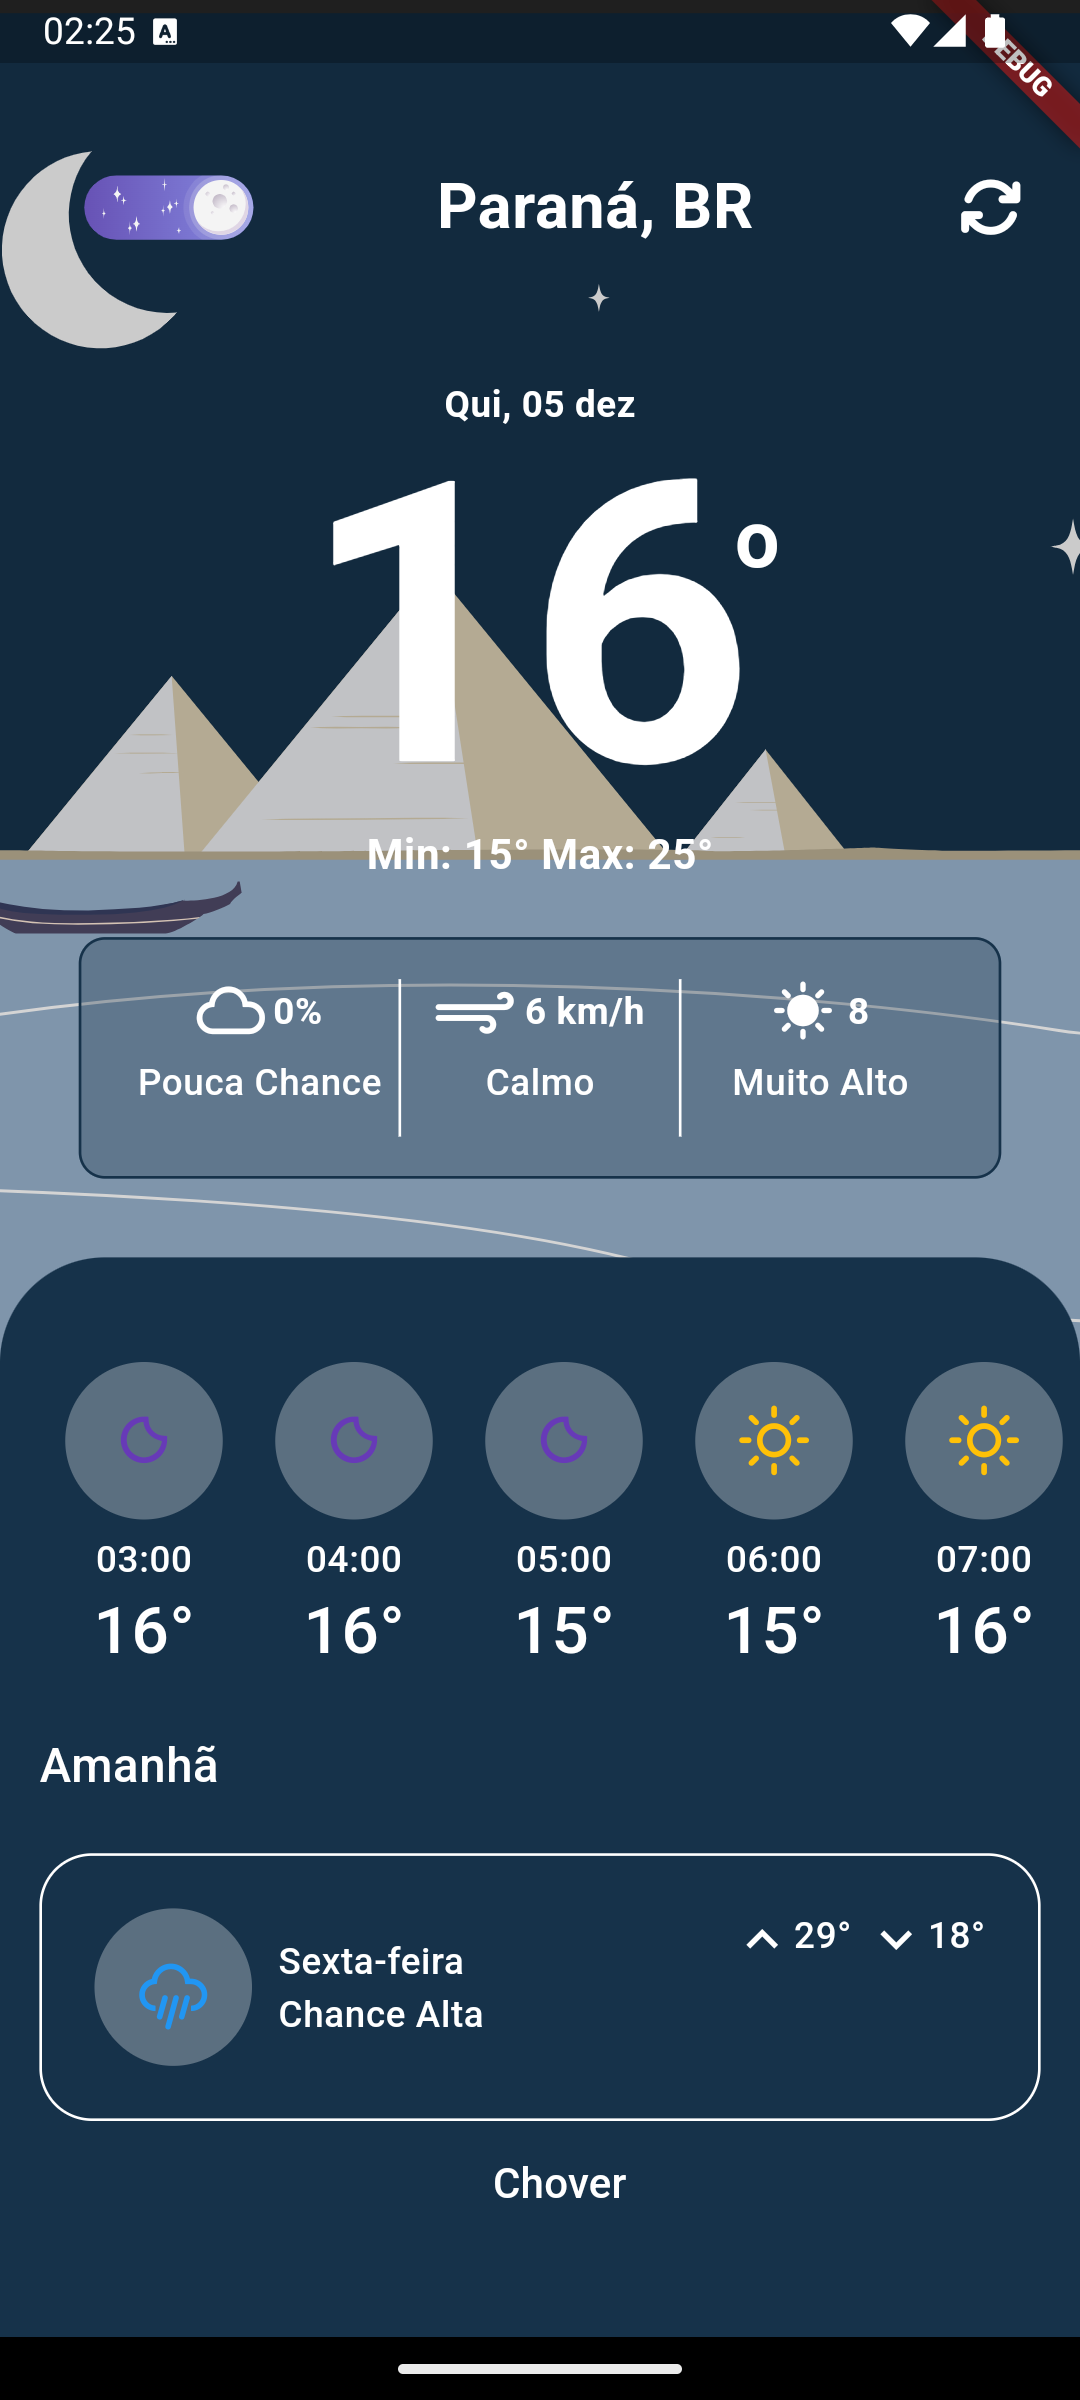 02:25
DEBUG
Paraná, BR
Qui, 05 dez
16°
Min: 15° Max: 25°
0% 6 km/h 8
Pouca Chance Calmo Muito Alto
03:00 04:00 05:00 06:00 07:00
16° 16° 15° 15° 16°
Amanhã
29° 18°
Sexta-feira
Chance Alta
Chover